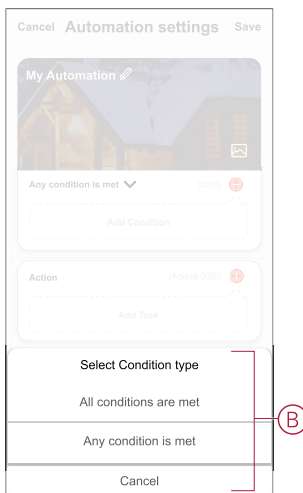 Cancel Automation settings Save
My Automation
Any condition is met (0/50)
Add Condition
Action (Added 0/90)
Add Task
Select Condition type
All conditions are met
Any condition is met
Cancel
B